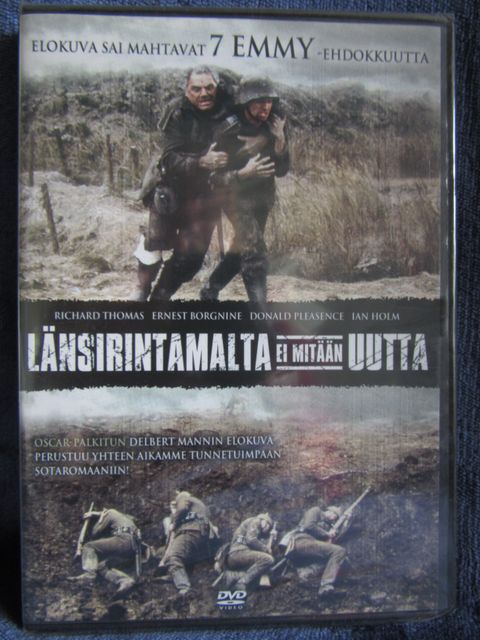 ELOKUVA SAI MAHTAVAT 7 EMMY -EHDOKKUUTTA
RICHARD THOMAS ERNEST BORGNINE DONALD PLEASENCE IAN HOLM
LÄNSIRINTAMALTA EI MITÄÄN UUTTA
OSCAR-PALKITUN DELBERT MANNIN ELOKUVA
PERUSTUU YHTEEN AIKAMME TUNNETUIMPAAN
SOTAROMAANIIN!
DVD
VIDEO